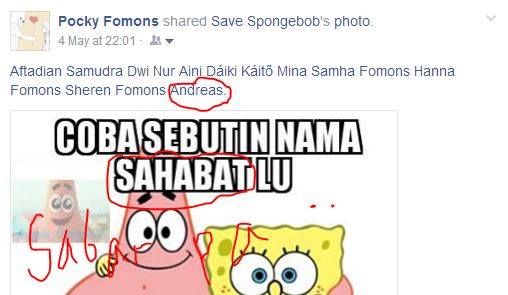 Pocky Fomons shared Save Spongebob's photo.
4 May at 22:01 ·
Aftadian Samudra Dwi Nur Aini Dáiki Káitõ Mina Samha Fomons Hanna
Fomons Sheren Fomons Andreas.
COBA SEBUTIN NAMA
SAHABAT LU
Sabar